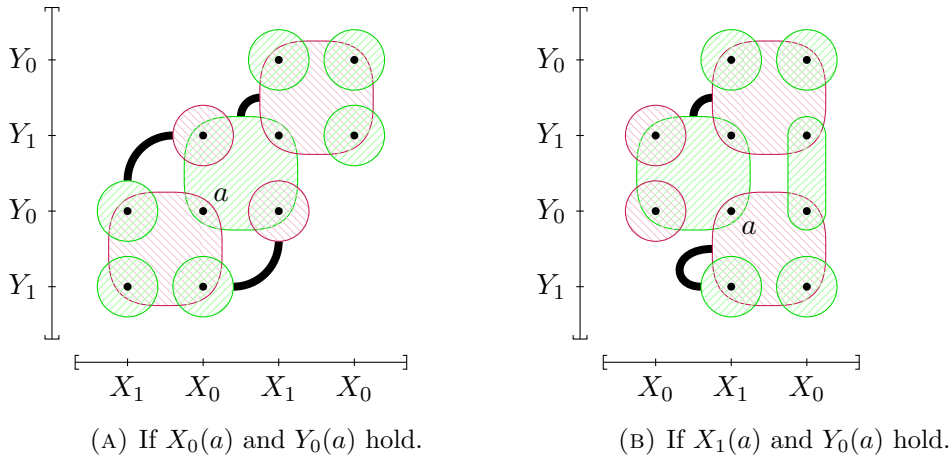 Y₀
Y₁
Y₀
Y₁
a
X₁ X₀ X₁ X₀
(A) If X₀(a) and Y₀(a) hold.
Y₀
Y₁
Y₀
Y₁
a
X₀ X₁ X₀
(B) If X₁(a) and Y₀(a) hold.